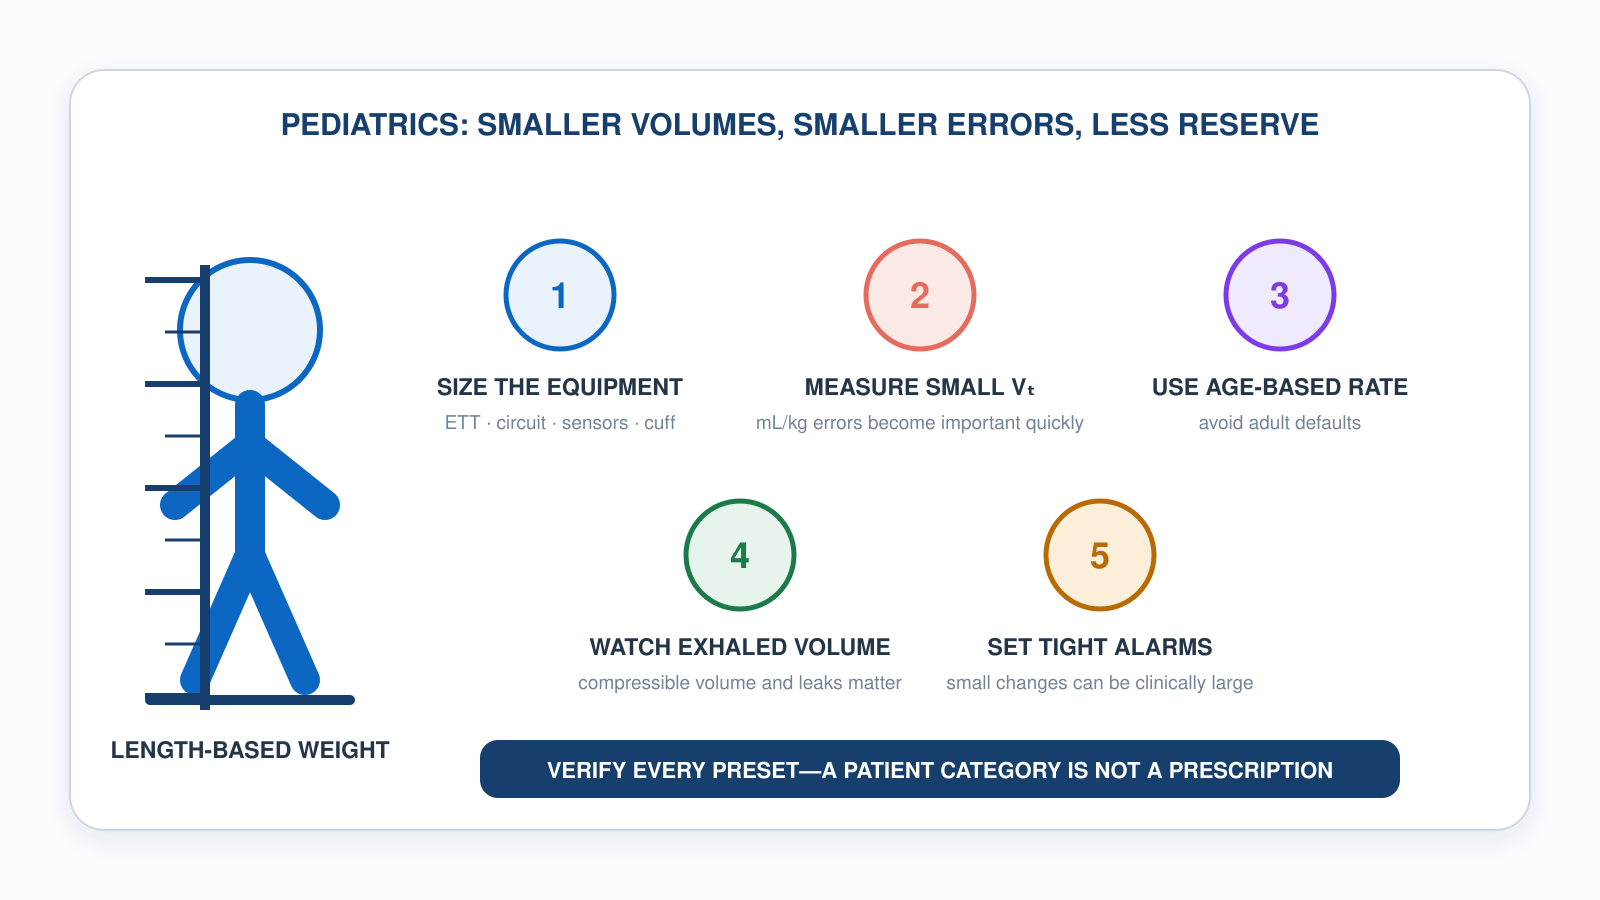 PEDIATRICS: SMALLER VOLUMES, SMALLER ERRORS, LESS RESERVE
1
SIZE THE EQUIPMENT
ETT · circuit · sensors · cuff
2
MEASURE SMALL Vₜ
mL/kg errors become important quickly
3
USE AGE-BASED RATE
avoid adult defaults
4
WATCH EXHALED VOLUME
compressible volume and leaks matter
5
SET TIGHT ALARMS
small changes can be clinically large
LENGTH-BASED WEIGHT
VERIFY EVERY PRESET—A PATIENT CATEGORY IS NOT A PRESCRIPTION